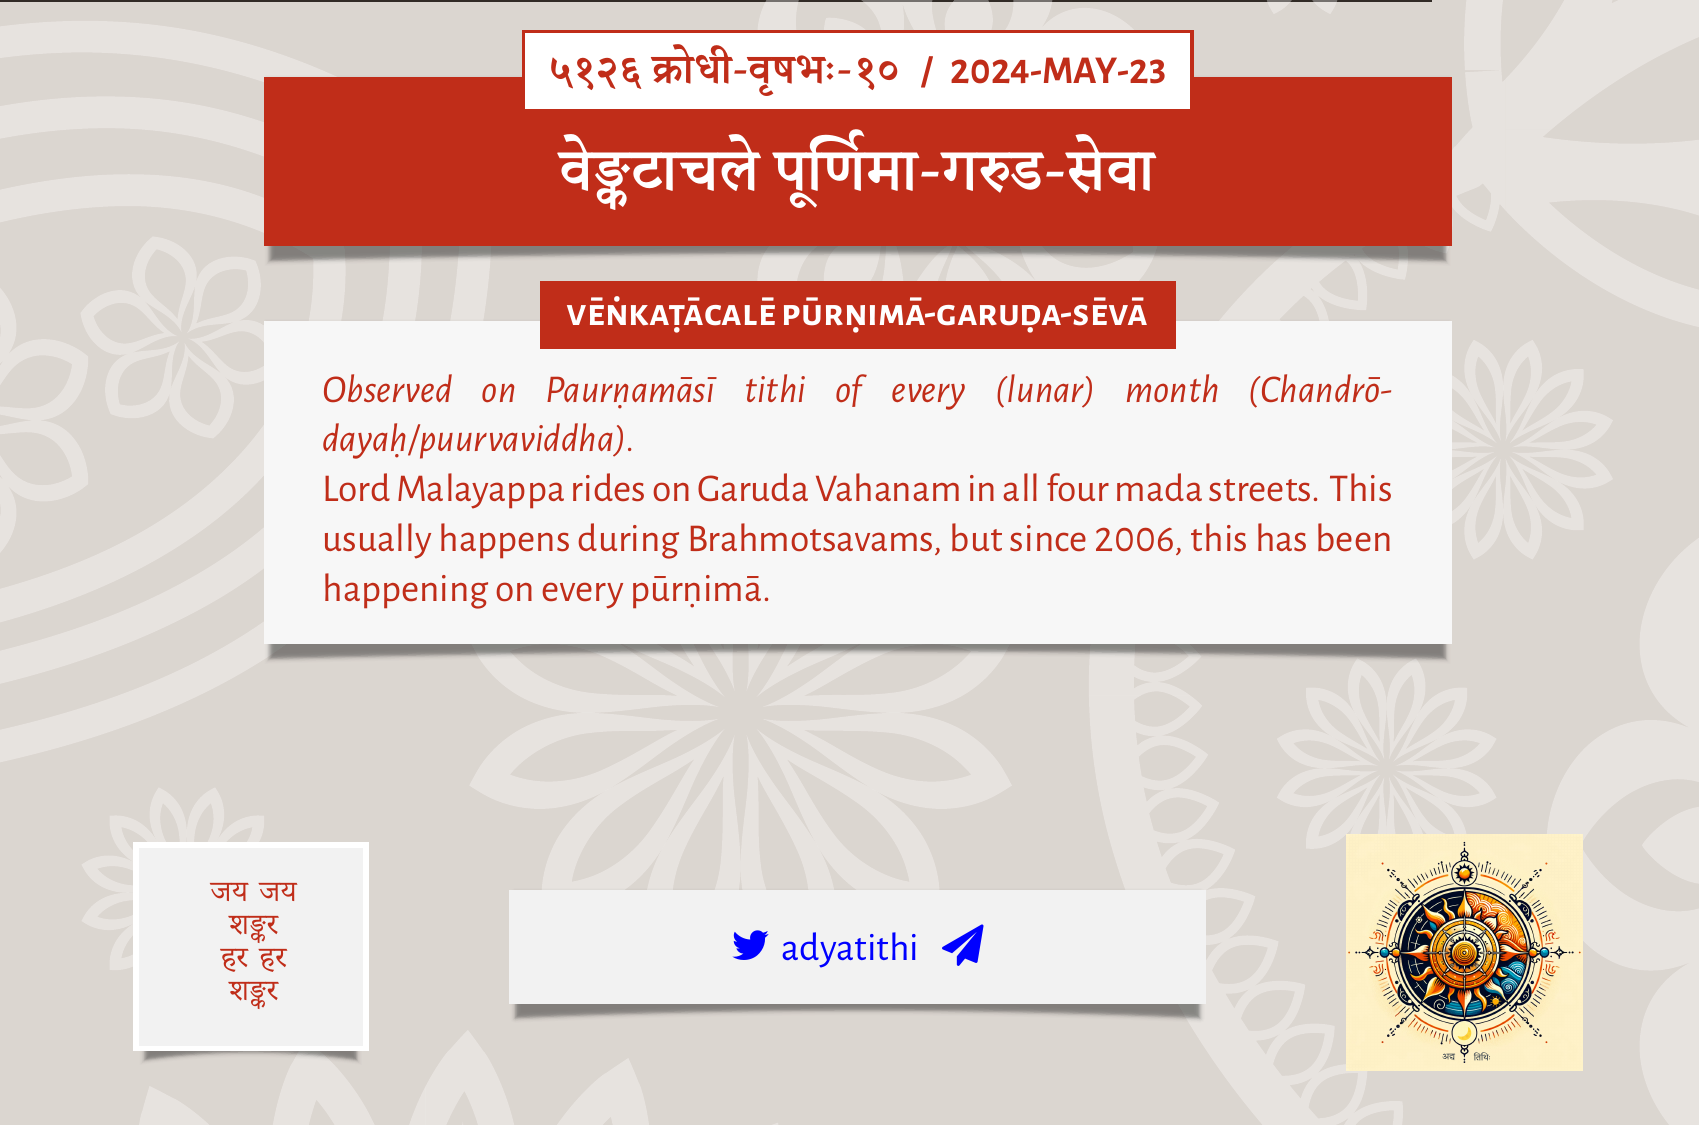 ५१२६ क्रोधी-वृषभः-१० / 2024-MAY-23
वेङ्कटाचले पूर्णिमा-गरुड-सेवा
VĒṄKAṬĀCALĒ PŪRṆIMĀ-GARUḌA-SĒVĀ
Observed on Paurṇamāsī tithi of every (lunar) month (Chandrō-
dayaḥ/puurvaviddha).
Lord Malayappa rides on Garuda Vahanam in all four mada streets. This
usually happens during Brahmotsavams, but since 2006, this has been
happening on every pūrṇimā.
जय जय
शङ्कर
हर हर
शङ्कर
adyatithi
अद्य तिथिः